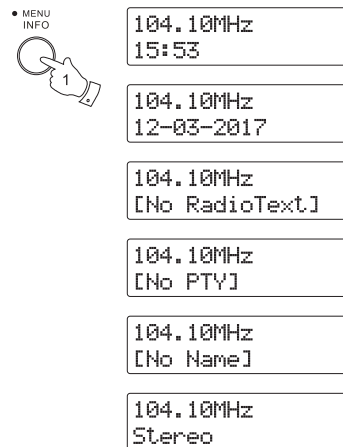 • MENU
INFO
1
104.10MHz
15:53
104.10MHz
12-03-2017
104.10MHz
[No RadioText]
104.10MHz
[No PTY]
104.10MHz
[No Name]
104.10MHz
Stereo